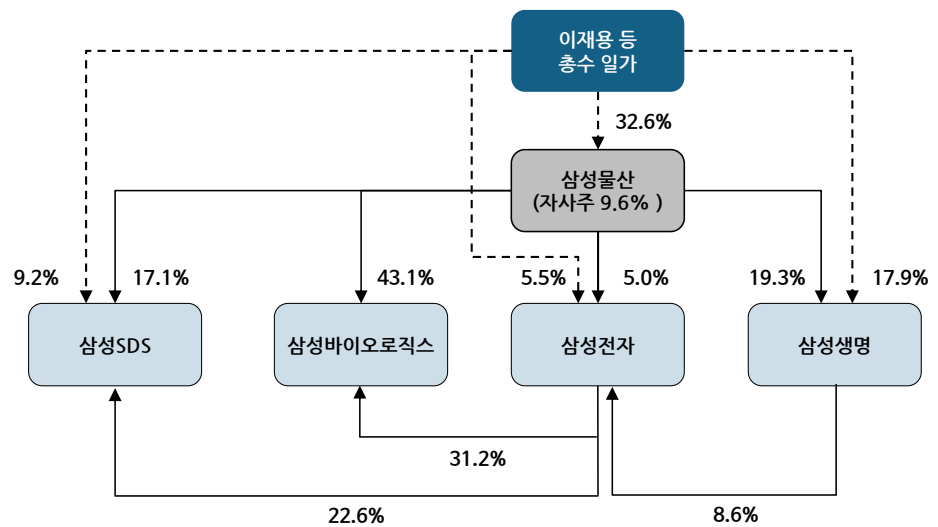 이재용 등
총수 일가
32.6%
삼성물산
(자사주 9.6% )
9.2%
17.1%
43.1%
5.5%
5.0%
19.3%
17.9%
삼성SDS
삼성바이오로직스
삼성전자
삼성생명
31.2%
22.6%
8.6%